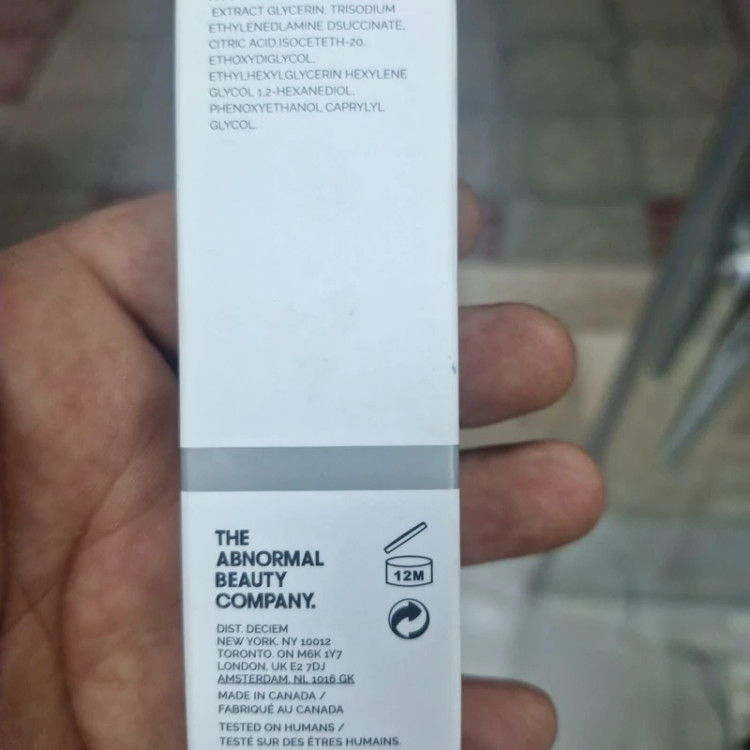 EXTRACT GLYCERIN, TRISODIUM
ETHYLENEDLAMINE DSUCCINATE,
CITRIC ACID,ISOCETETH-20,
ETHOXYDIGLYCOL,
ETHYLHEXYLGLYCERIN HEXYLENE
GLYCOL 1,2-HEXANEDIOL,
PHENOXYETHANOL, CAPRYLYL
GLYCOL.
THE
ABNORMAL
BEAUTY
COMPANY.
12M
DIST. DECIEM
NEW YORK, NY 10012
TORONTO, ON M6K 1Y7
LONDON, UK E2 7DJ
AMSTERDAM, NL 1016 GK
MADE IN CANADA /
FABRIQUÉ AU CANADA
TESTED ON HUMANS /
TESTÉ SUR DES ÊTRES HUMAINS.